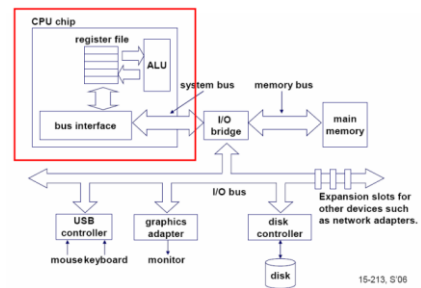 CPU chip
register file
ALU
system bus
memory bus
bus interface
I/O
bridge
main
memory
I/O bus
Expansion slots for
other devices such
as network adapters.
USB
controller
graphics
adapter
disk
controller
mouse keyboard
monitor
disk
15-213, S'06